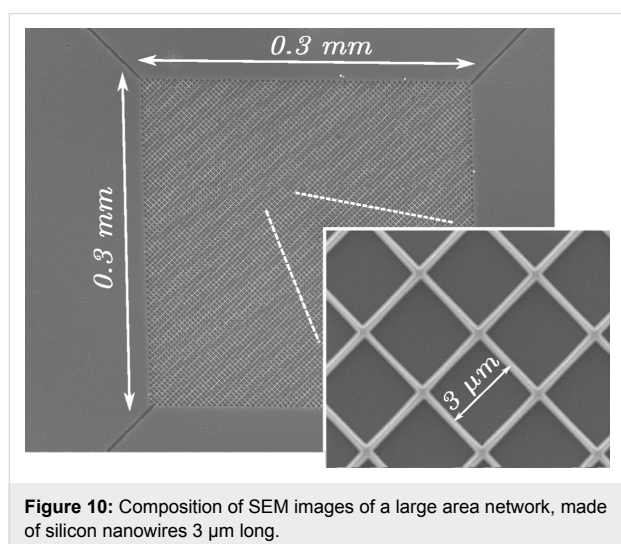 0.3 mm
0.3 mm
3 µm
Figure 10: Composition of SEM images of a large area network, made
of silicon nanowires 3 µm long.